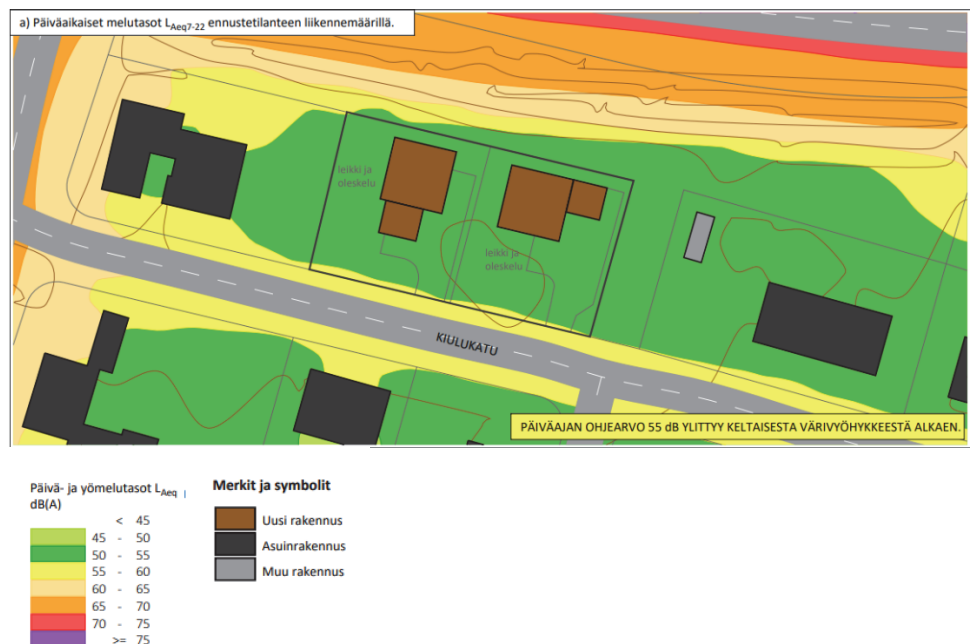 a) Päiväaikaiset melutasot LAeq7-22 ennustetilanteen liikennemäärillä.
leikki ja
oleskelu
leikki ja
oleskelu
KIULUKATU
PÄIVÄAJAN OHJEARVO 55 dB YLITTYY KELTAISESTA VÄRIVYÖHYKKEESTÄ ALKAEN.
Päivä- ja yömelutasot LAeq |
dB(A)
< 45
45 - 50
50 - 55
55 - 60
60 - 65
65 - 70
70 - 75
>= 75
Merkit ja symbolit
Uusi rakennus
Asuinrakennus
Muu rakennus